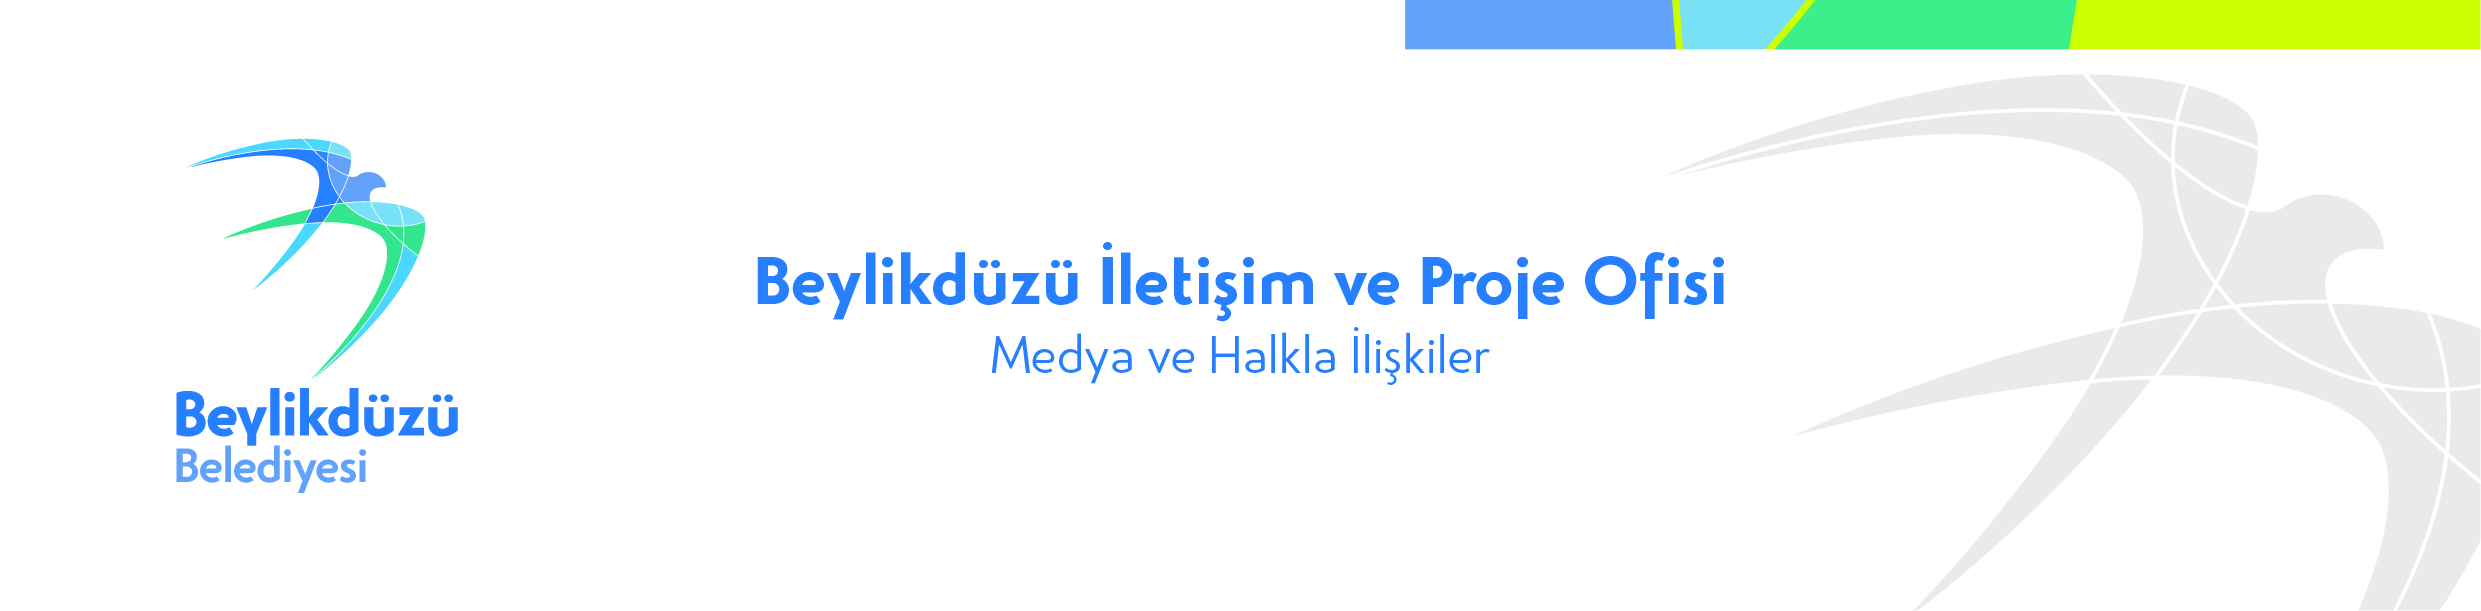 Beylikdüzü İletişim ve Proje Ofisi
Medya ve Halkla İlişkiler
Beylikdüzü
Belediyesi